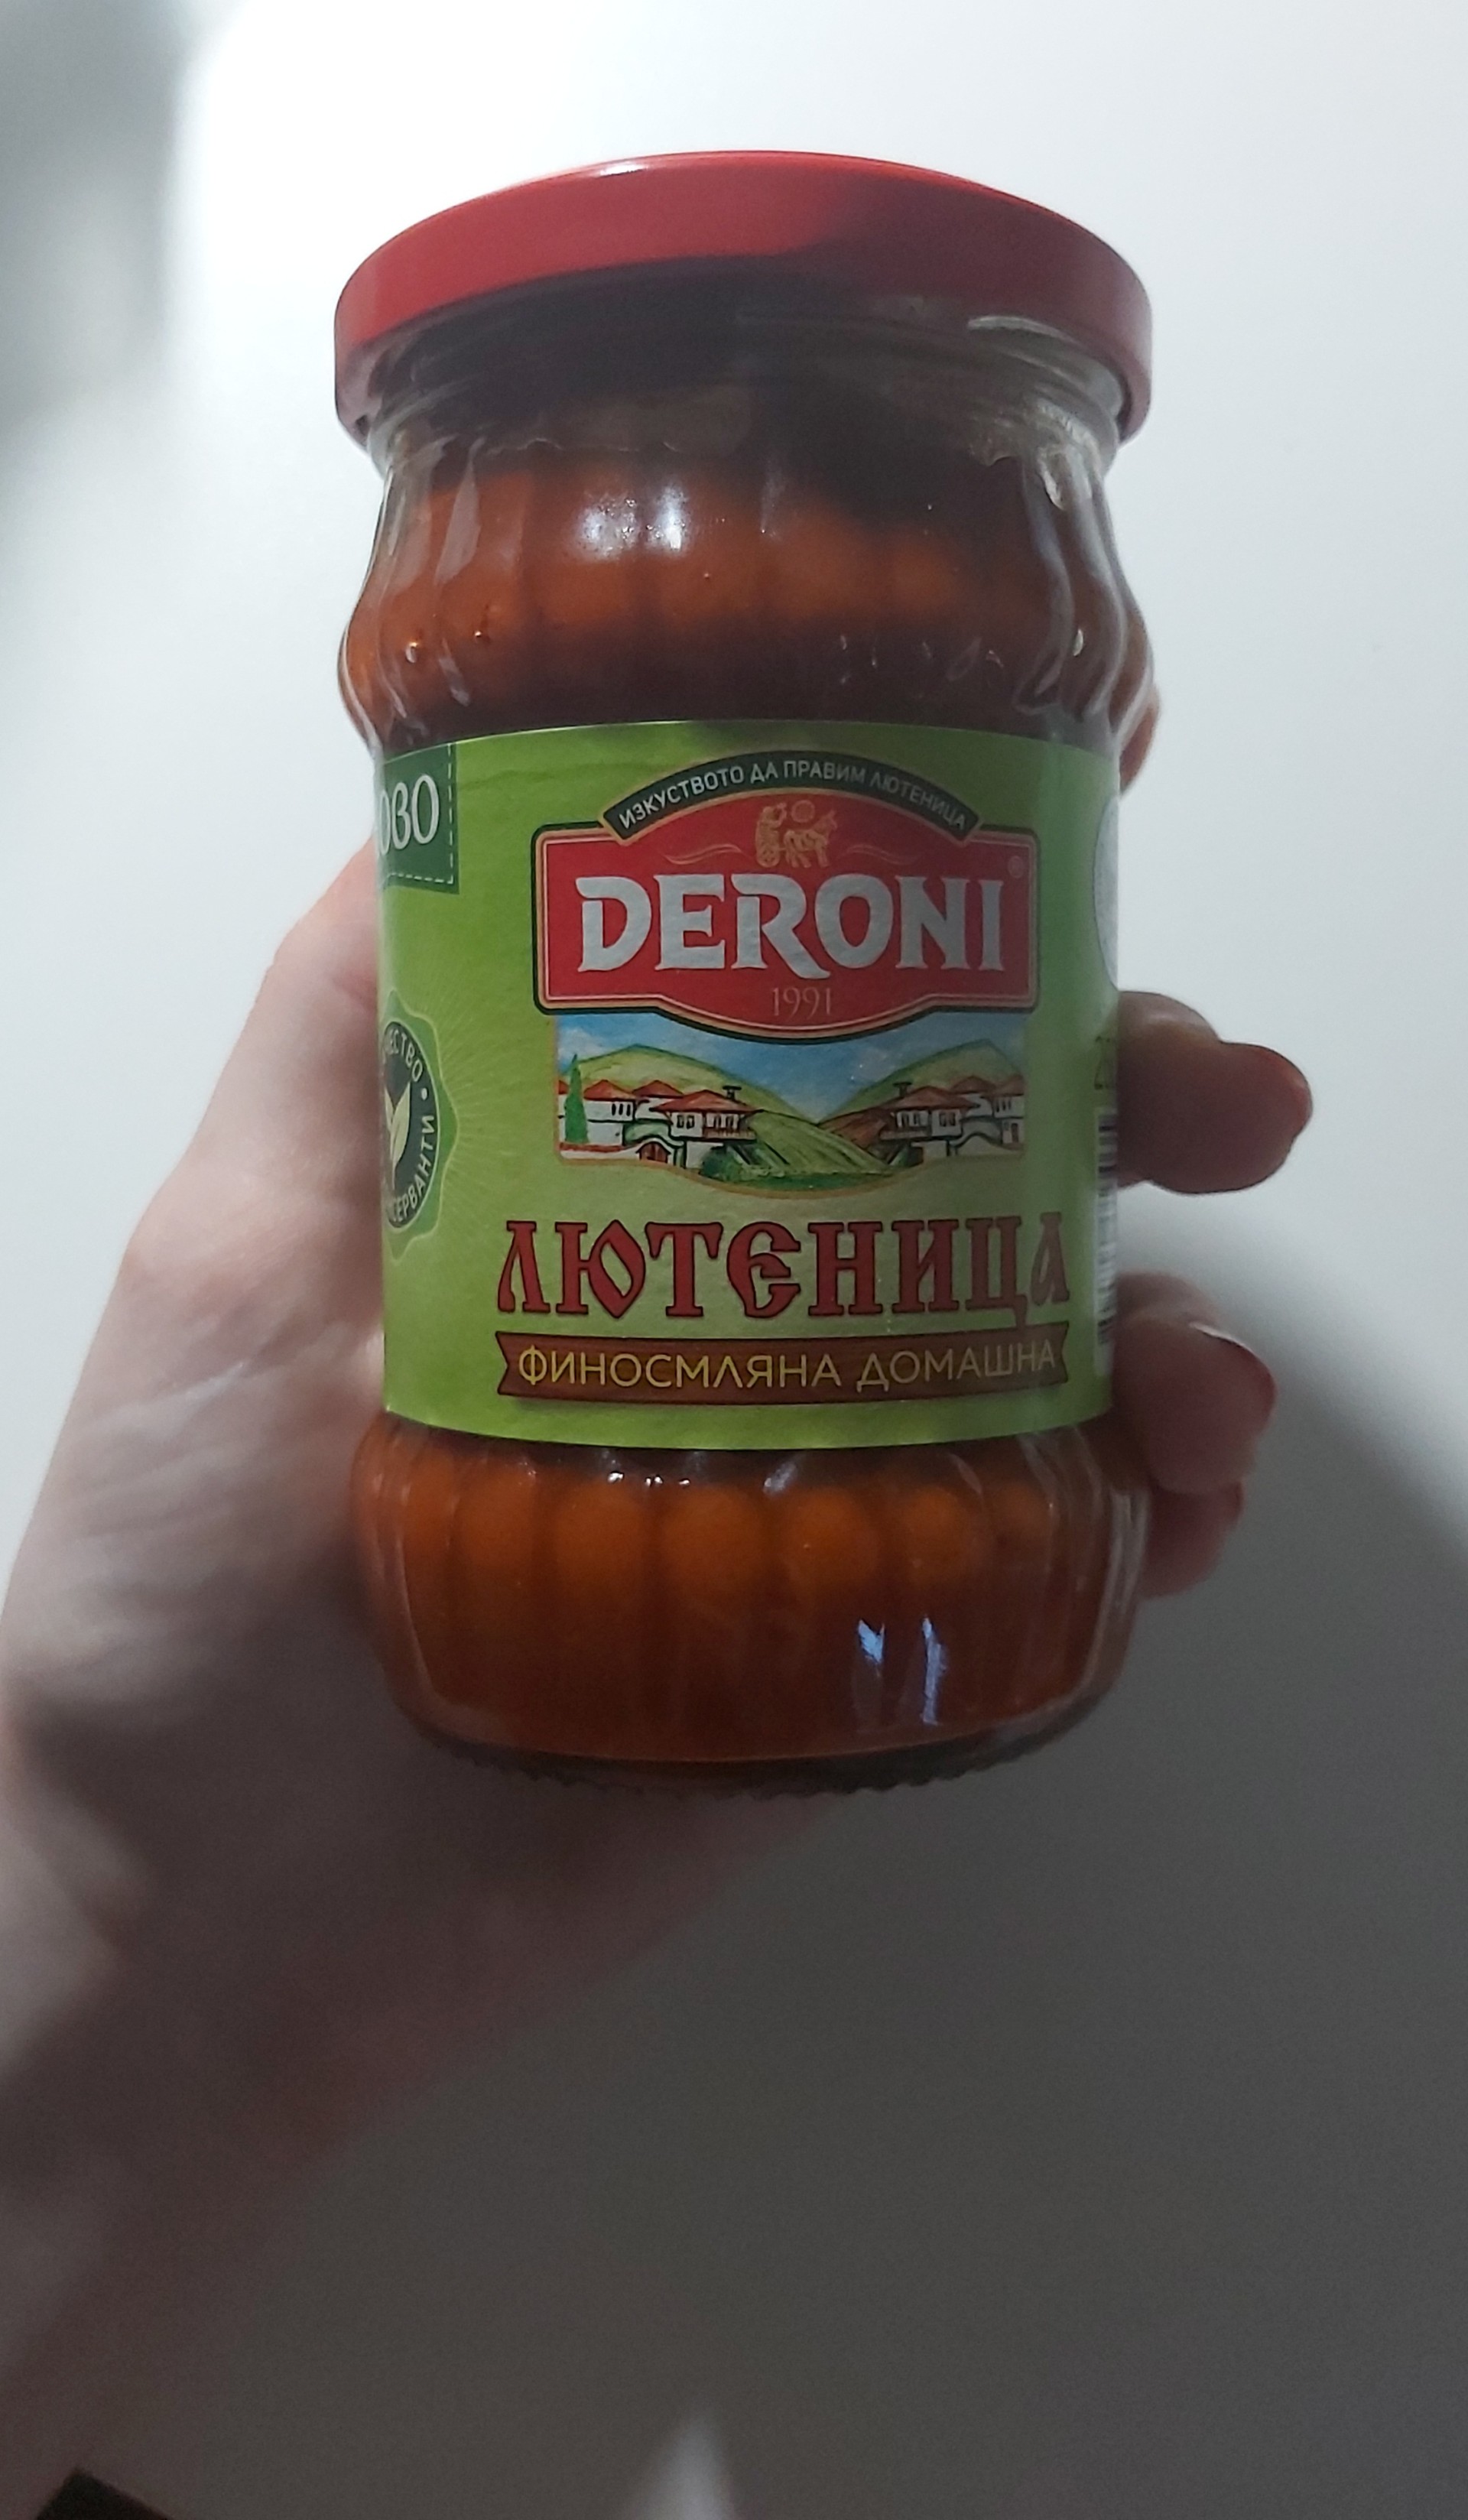 ИЗКУСТВОТО ДА ПРАВИМ ЛЮТЕНИЦА
DERONI
®
1991
ЛЮТЕНИЦА
ФИНОСМЛЯНА ДОМАШНА